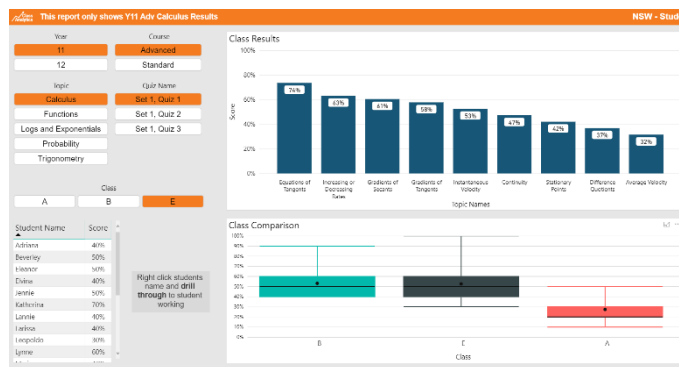 This report only shows Y11 Adv Calculus Results
NSW - Stude
Year
11
12
Course
Advanced
Standard
Topic
Calculus
Functions
Logs and Exponentials
Probability
Trigonometry
Quiz Name
Set 1, Quiz 1
Set 1, Quiz 2
Set 1, Quiz 3
Class
A B E
Student Name Score
Adriana 40%
Beverley 50%
Eleanor 50%
Elvina 40%
Jennie 50%
Katherina 70%
Lannie 40%
Larissa 40%
Leopoldo 30%
Lynne 60%
Right click students
name and drill
through to student
working
Class Results
100%
80%
60%
40%
20%
0%
Score
74% 63% 61% 58% 53% 47% 42% 37% 32%
Equations of Tangents
Increasing or Decreasing Rates
Gradients of Secants
Gradients of Tangents
Instantaneous Velocity
Continuity
Stationary Points
Difference Quotients
Average Velocity
Topic Names
Class Comparison
100%
90%
80%
70%
60%
50%
40%
30%
20%
10%
0%
B E A
Class